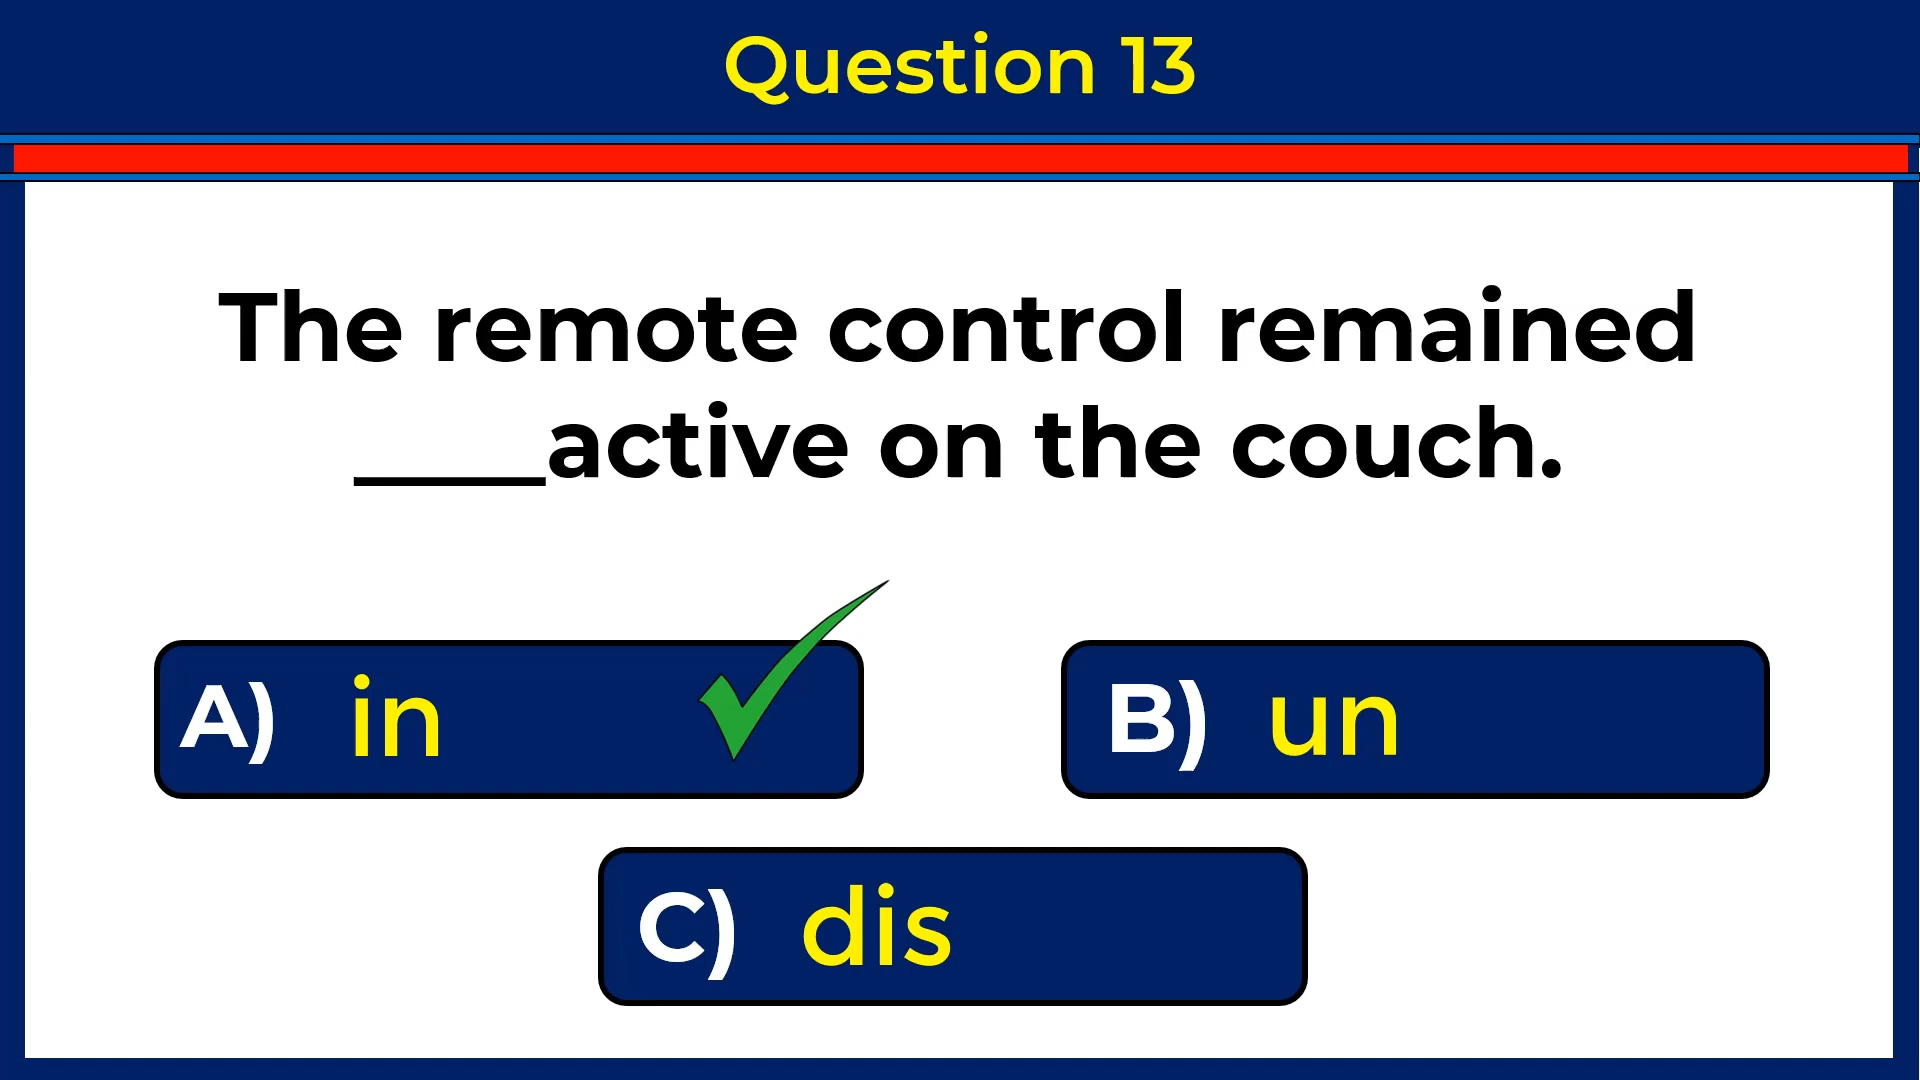 Question 13
The remote control remained
____active on the couch.
A) in
B) un
C) dis